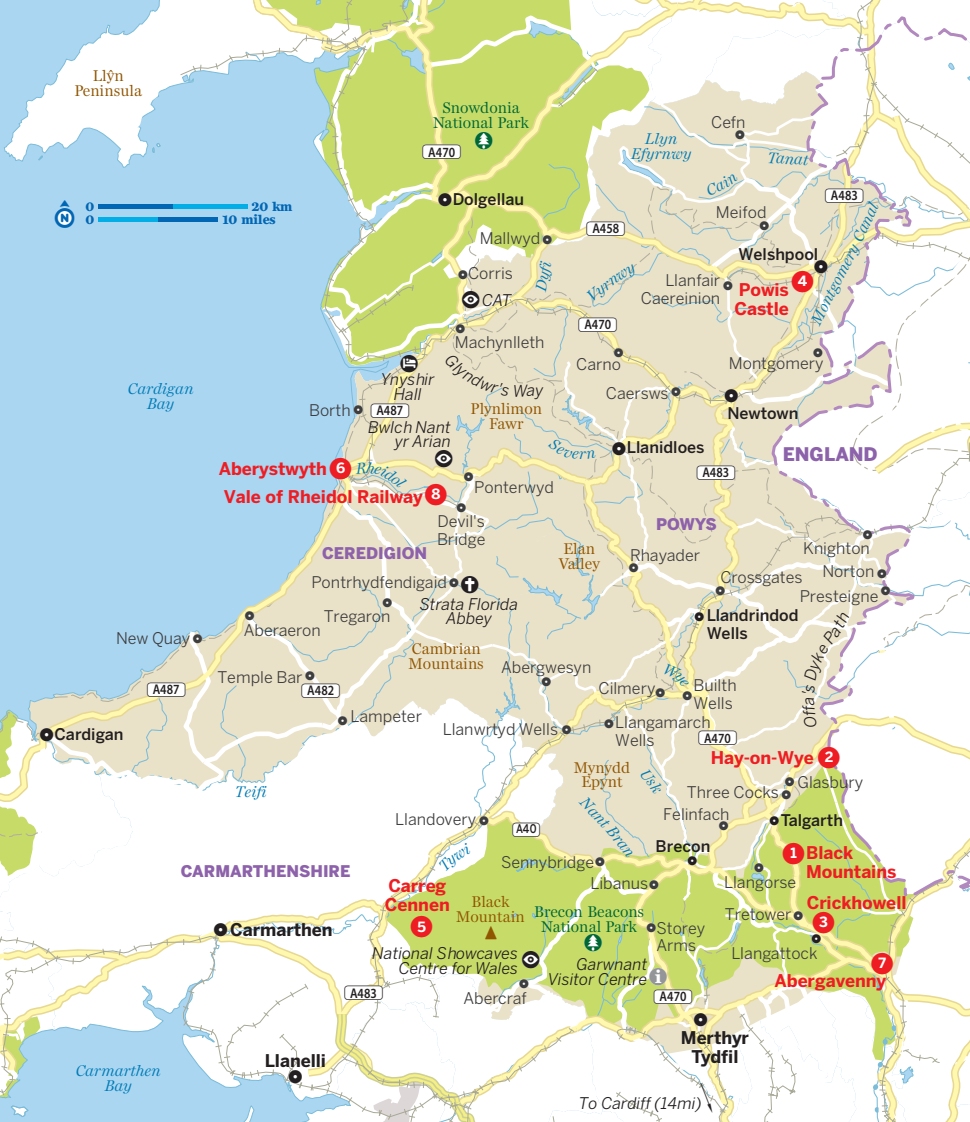 Llŷn
Peninsula
Snowdonia
National Park
A470
Cefn
Llyn
Efyrnwy
Tanat
Cain
A483
N
0 20 km
0 10 miles
Dolgellau
Meifod
A458
Mallwyd
Welshpool
Montgomery Canal
Corris
Dyfi
Vyrnwy
Llanfair
Caereinion
4
Powis
Castle
CAT
A470
Machynlleth
Carno
Montgomery
Glyndwr's Way
Ynyshir
Hall
Cardigan
Bay
Caersws
Borth
A487
Plynlimon
Fawr
Newtown
Bwlch Nant
yr Arian
Severn
Llanidloes
ENGLAND
Aberystwyth 6
Rheidol
A483
Vale of Rheidol Railway 8
Ponterwyd
Devil's
Bridge
POWYS
CEREDIGION
Elan
Valley
Rhayader
Knighton
Norton
Pontrhydfendigaid
Crossgates
Presteigne
Strata Florida
Abbey
Tregaron
Llandrindod
Wells
Aberaeron
New Quay
Offa's Dyke Path
Cambrian
Mountains
Temple Bar
A487
A482
Abergwesyn
Wye
Cilmery
Builth
Wells
Lampeter
Llanwrtyd Wells
Llangamarch
Wells
Cardigan
A470
Hay-on-Wye 2
Mynydd
Epynt
Usk
Glasbury
Three Cocks
Teifi
Nant Bran
Felinfach
Llandovery
A40
Talgarth
Tywi
Brecon
1 Black
Mountains
Sennybridge
CARMARTHENSHIRE
Libanus
Llangorse
Carreg
Cennen
5
Black
Mountain
Brecon Beacons
National Park
Crickhowell
3
Tretower
Carmarthen
Storey
Arms
Llangattock
National Showcaves
Centre for Wales
Garwnant
Visitor Centre
i
7
Abergavenny
A483
Abercraf
A470
Merthyr
Tydfil
Llanelli
Carmarthen
Bay
To Cardiff (14mi)